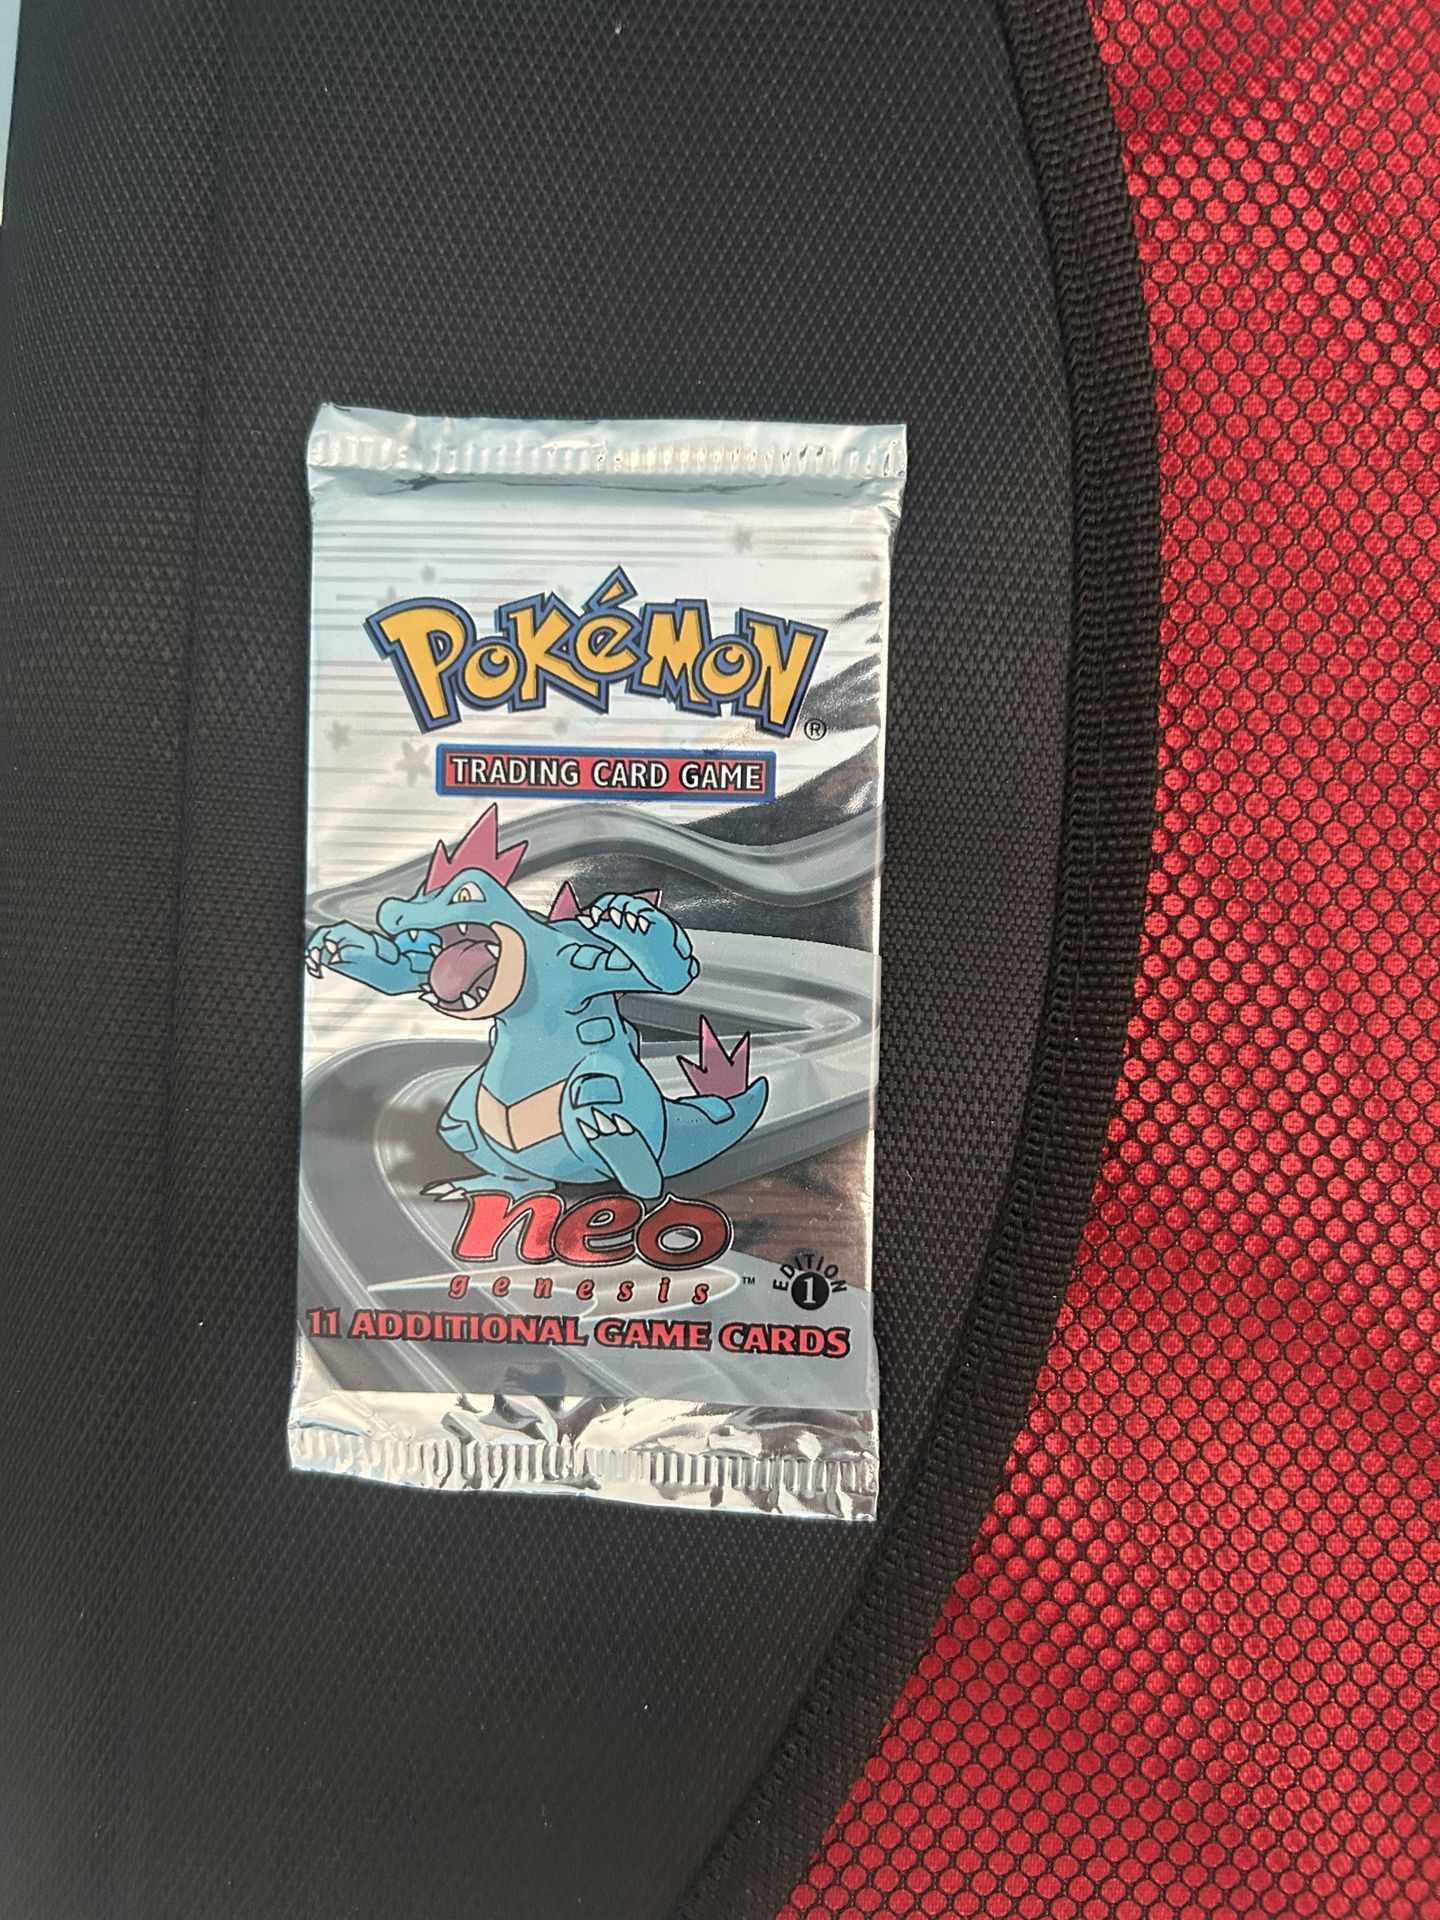 POKéMON®
TRADING CARD GAME
neo
genesis™
EDITION
1
11 ADDITIONAL GAME CARDS